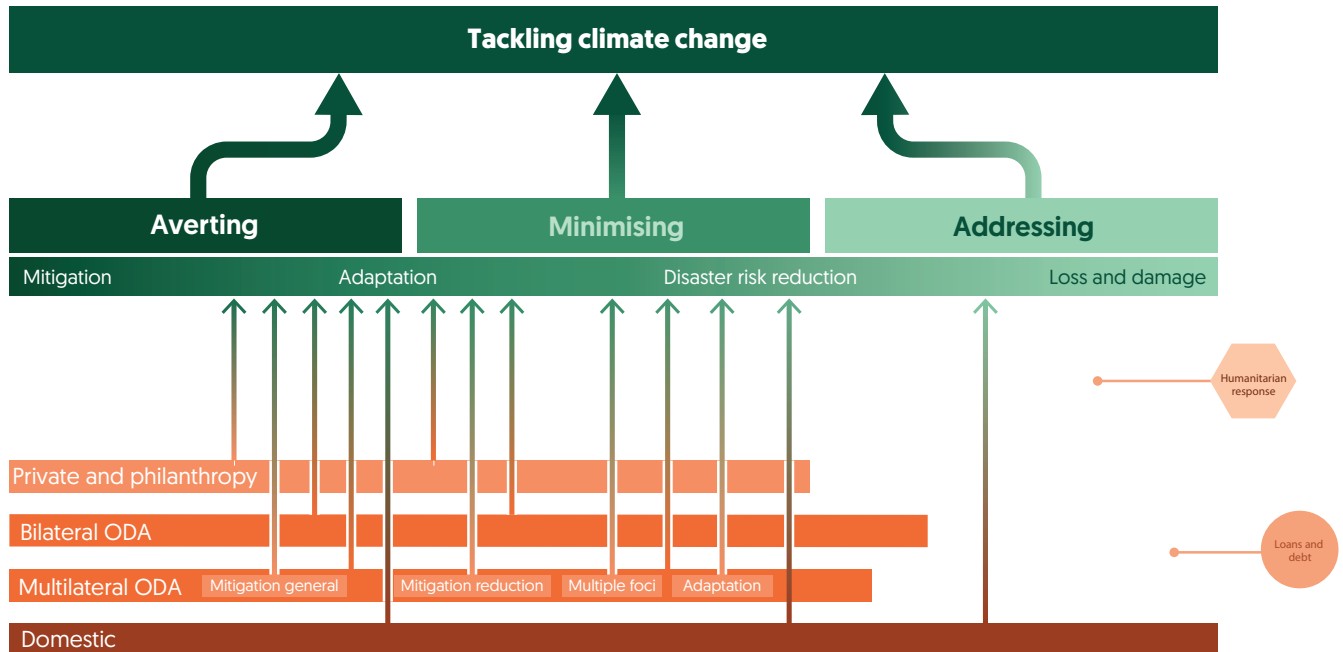 Tackling climate change
Averting
Minimising
Addressing
Mitigation
Adaptation
Disaster risk reduction
Loss and damage
Humanitarian
response
Private and philanthropy
Bilateral ODA
Loans and
debt
Multilateral ODA
Mitigation general
Mitigation reduction
Multiple foci
Adaptation
Domestic